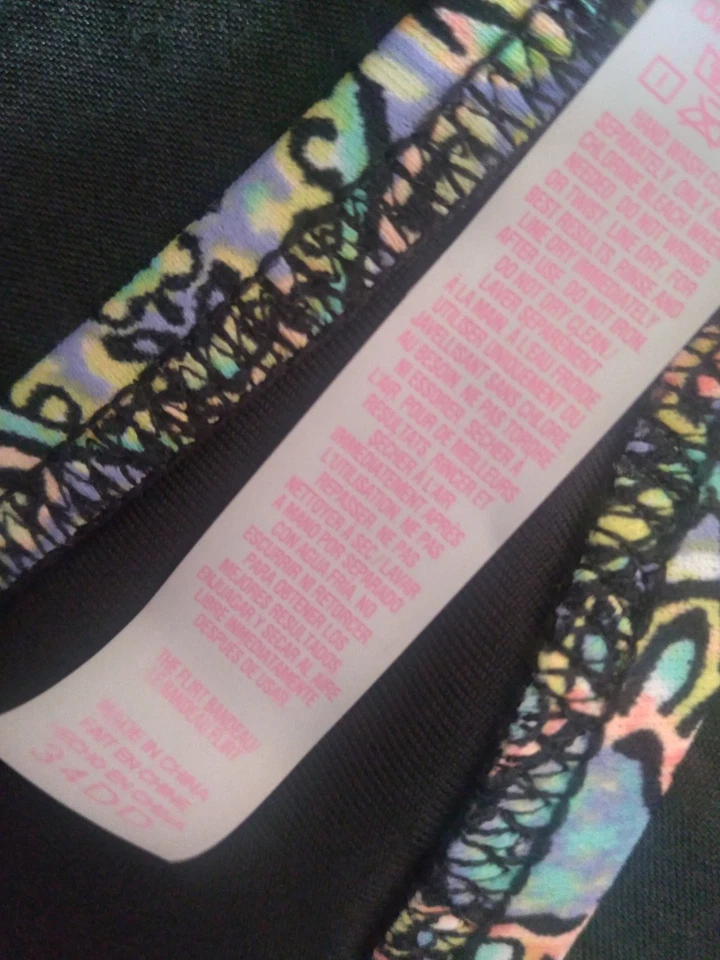 HAND WASH
SEPARATELY. ONLY
CHLORINE BLEACH WHEN
NEEDED. DO NOT WRING
OR TWIST. LINE DRY. FOR
BEST RESULTS, RINSE AND
LINE DRY IMMEDIATELY
AFTER USE. DO NOT IRON.
DO NOT DRY CLEAN./
LAVER SÉPARÉMENT
À LA MAIN, À L'EAU FROIDE
UTILISER UNIQUEMENT DU
JAVELLISANT SANS CHLORE
AU BESOIN. NE PAS TORDRE
NI ESSORER. SÉCHER À
L'AIR. POUR DE MEILLEURS
RÉSULTATS, RINCER ET
SÉCHER À L'AIR
IMMÉDIATEMENT APRÈS
L'UTILISATION. NE PAS
REPASSER. NE PAS
NETTOYER À SEC./ LAVAR
A MANO POR SEPARADO
CON AGUA FRÍA. NO
ESCURRIR NI RETORCER.
PARA OBTENER LOS
MEJORES RESULTADOS,
ENJUAGAR Y SECAR AL AIRE
LIBRE INMEDIATAMENTE
DESPUÉS DE USAR.
THE FLIRT BANDEAU/
LE BANDEAU FLIRT
MADE IN CHINA
FAIT EN CHINE
ECHO EN CHINA
34DD